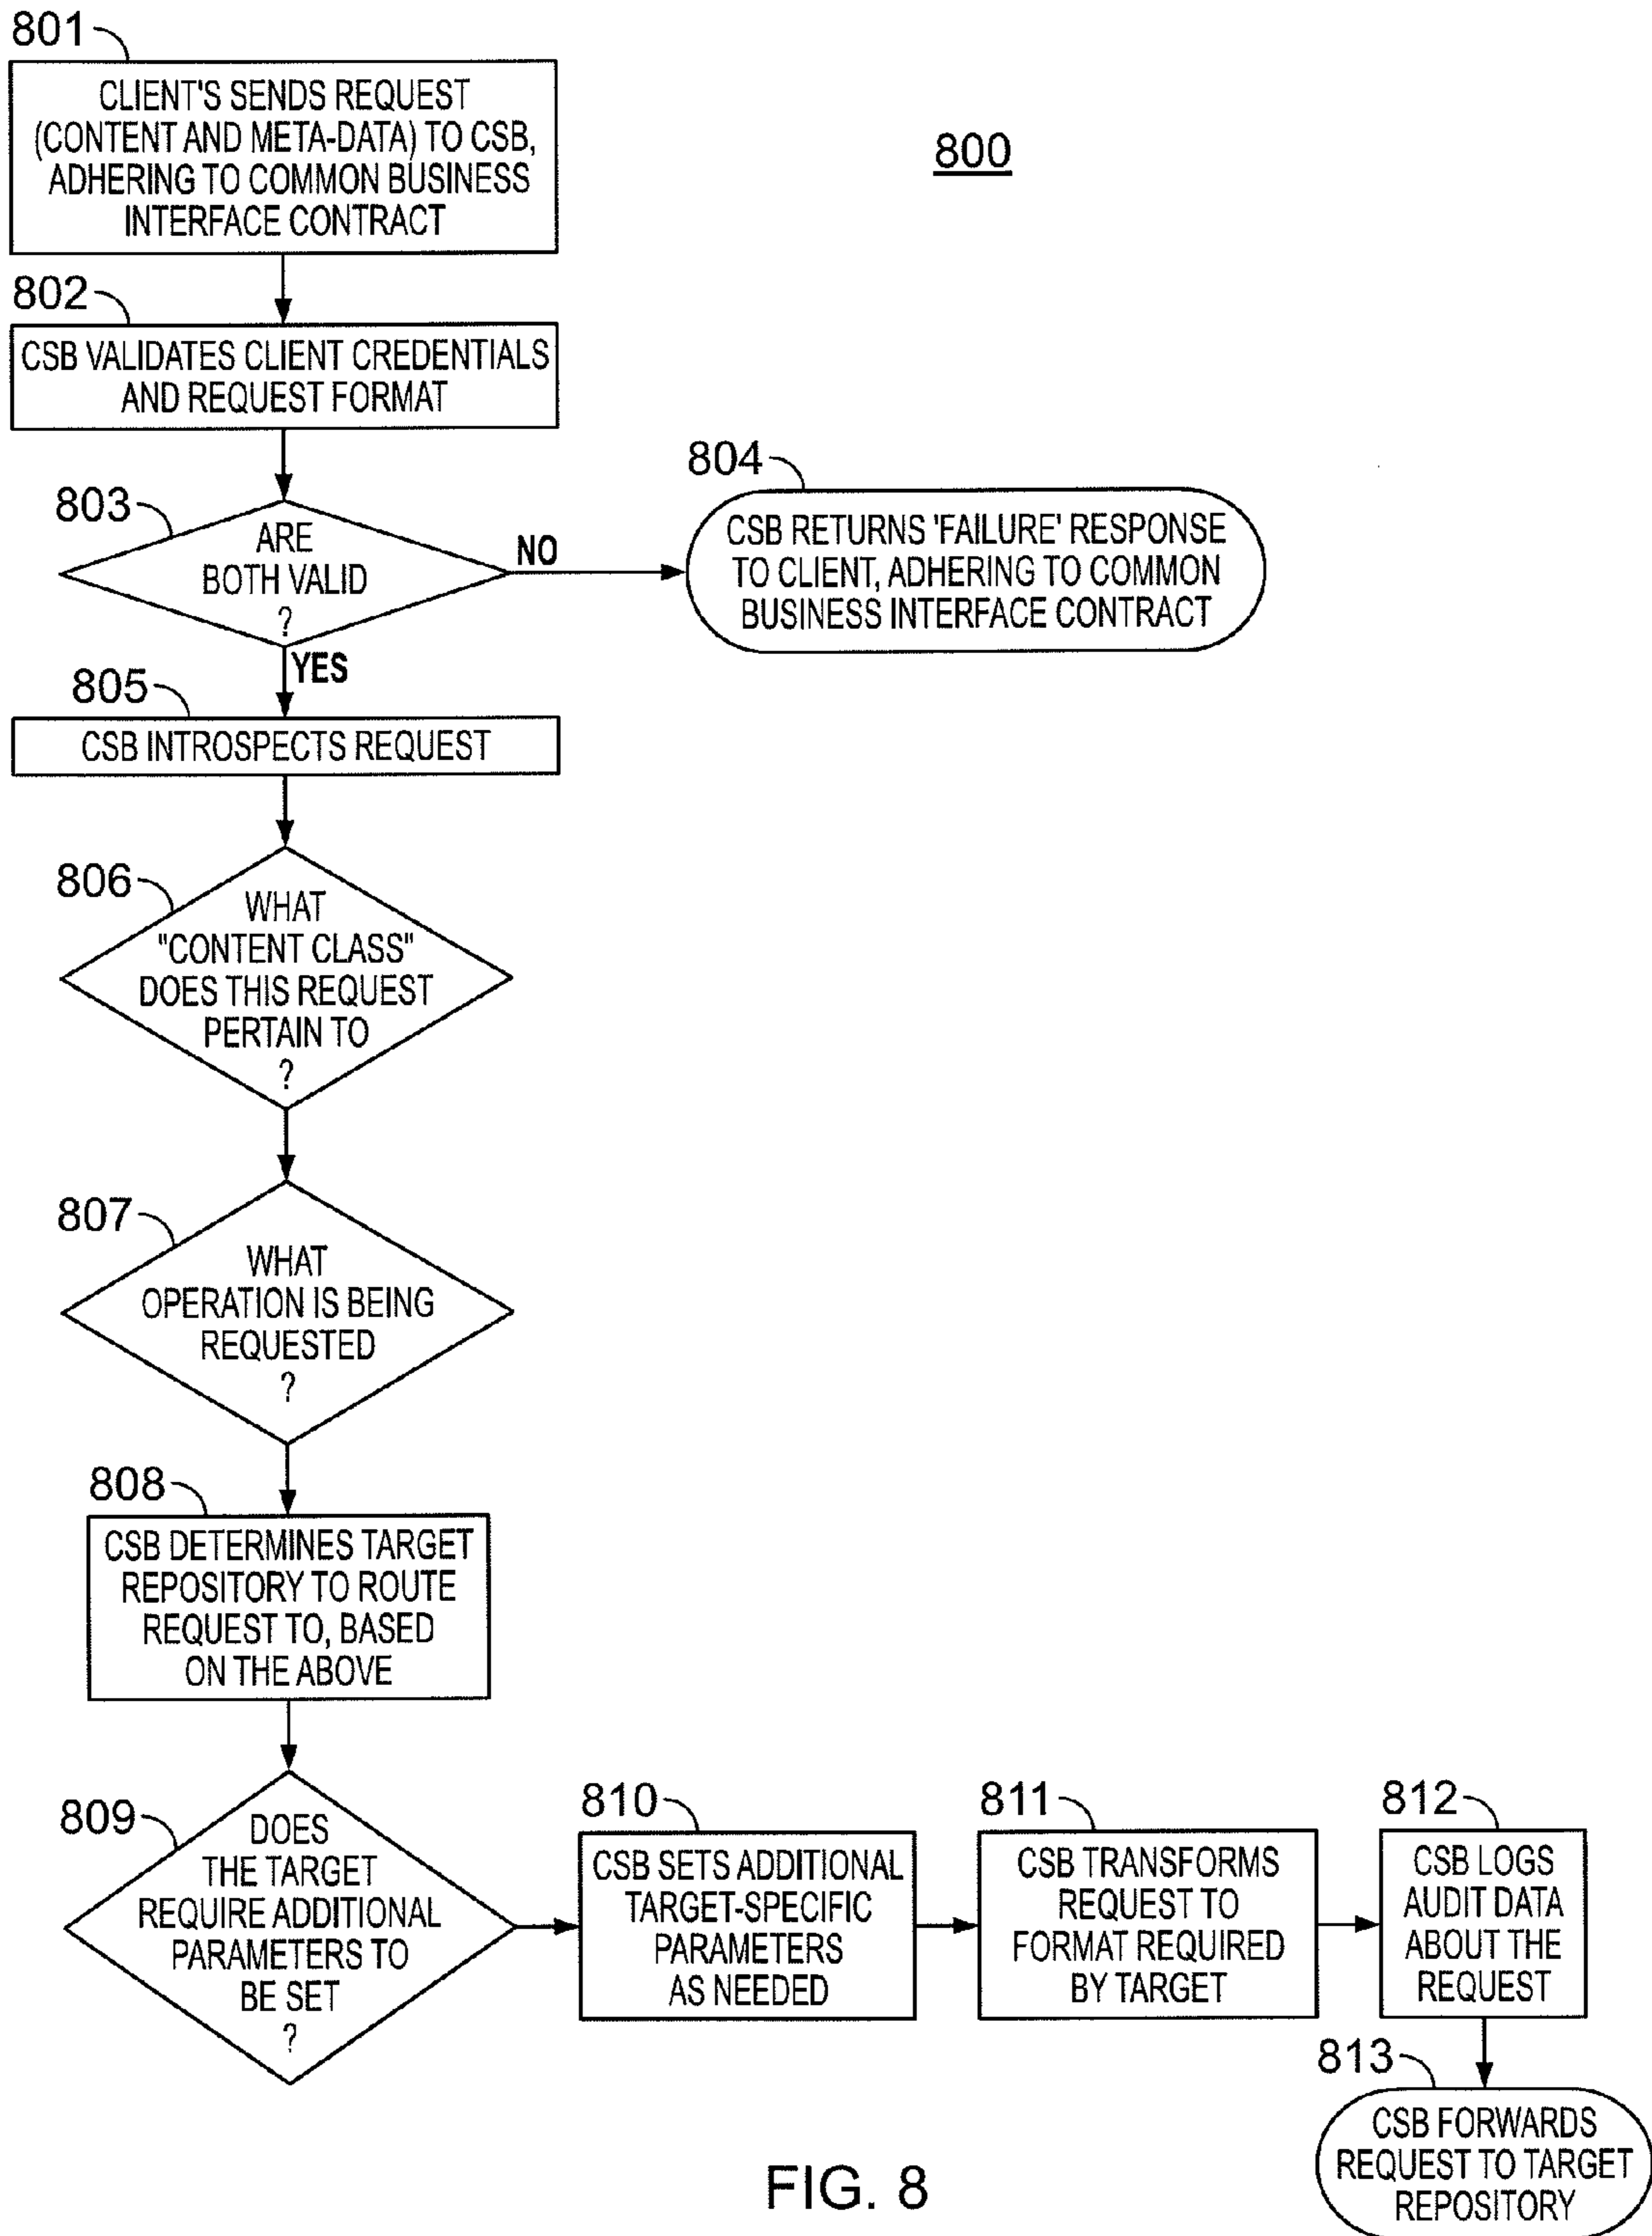 801
CLIENT'S SENDS REQUEST
(CONTENT AND META-DATA) TO CSB,
ADHERING TO COMMON BUSINESS
INTERFACE CONTRACT
800
802
CSB VALIDATES CLIENT CREDENTIALS
AND REQUEST FORMAT
803
ARE
BOTH VALID
?
NO
804
CSB RETURNS 'FAILURE' RESPONSE
TO CLIENT, ADHERING TO COMMON
BUSINESS INTERFACE CONTRACT
YES
805
CSB INTROSPECTS REQUEST
806
WHAT
"CONTENT CLASS"
DOES THIS REQUEST
PERTAIN TO
?
807
WHAT
OPERATION IS BEING
REQUESTED
?
808
CSB DETERMINES TARGET
REPOSITORY TO ROUTE
REQUEST TO, BASED
ON THE ABOVE
809
DOES
THE TARGET
REQUIRE ADDITIONAL
PARAMETERS TO
BE SET
?
810
CSB SETS ADDITIONAL
TARGET-SPECIFIC
PARAMETERS
AS NEEDED
811
CSB TRANSFORMS
REQUEST TO
FORMAT REQUIRED
BY TARGET
812
CSB LOGS
AUDIT DATA
ABOUT THE
REQUEST
813
CSB FORWARDS
REQUEST TO TARGET
REPOSITORY
FIG. 8